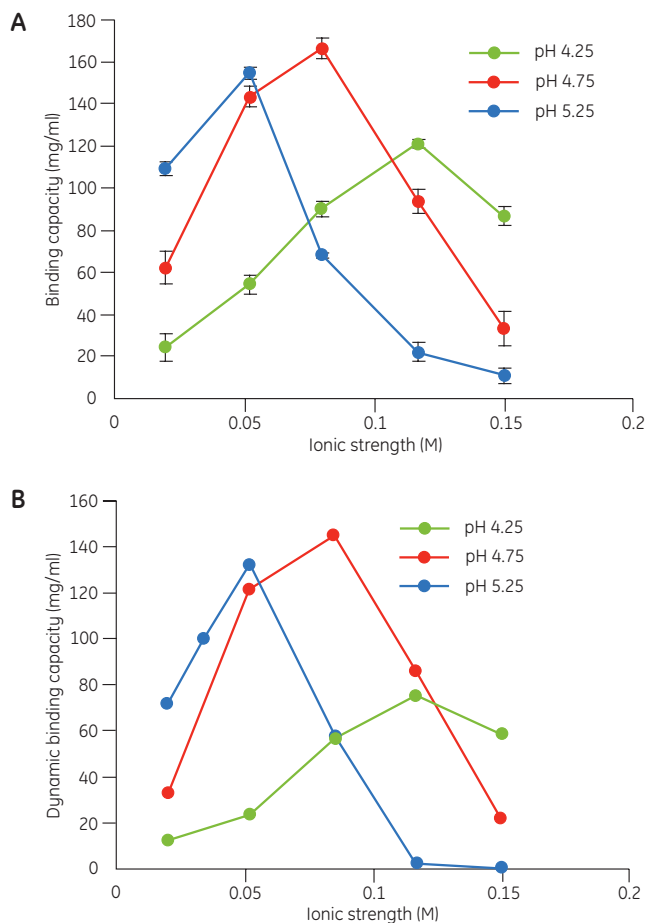 A
180
160
140
120
100
80
60
40
20
0
Binding capacity (mg/ml)
pH 4.25
pH 4.75
pH 5.25
0 0.05 0.1 0.15 0.2
Ionic strength (M)
B
160
140
120
100
80
60
40
20
0
Dynamic binding capacity (mg/ml)
pH 4.25
pH 4.75
pH 5.25
0 0.05 0.1 0.15 0.2
Ionic strength (M)